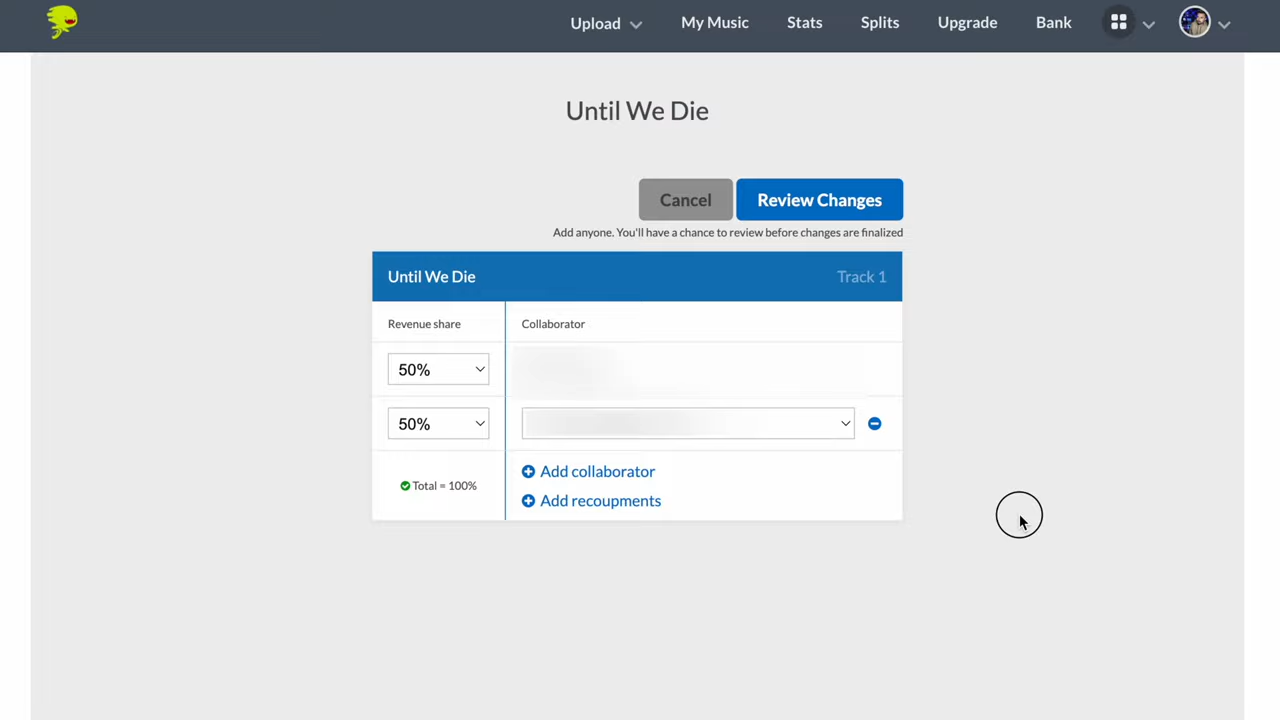 Upload My Music Stats Splits Upgrade Bank
Until We Die
Cancel Review Changes
Add anyone. You'll have a chance to review before changes are finalized
Until We Die Track 1
Revenue share Collaborator
50%
50%
Add collaborator
Total = 100%
Add recoupments